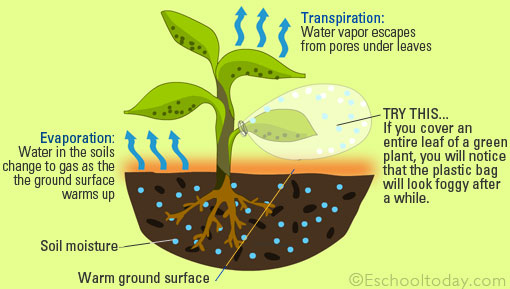 Transpiration:
Water vapor escapes
from pores under leaves
TRY THIS...
If you cover an
entire leaf of a green
plant, you will notice
that the plastic bag
will look foggy after
a while.
Evaporation:
Water in the soils
change to gas as the
the ground surface
warms up
Soil moisture
Warm ground surface
©Eschooltoday.com